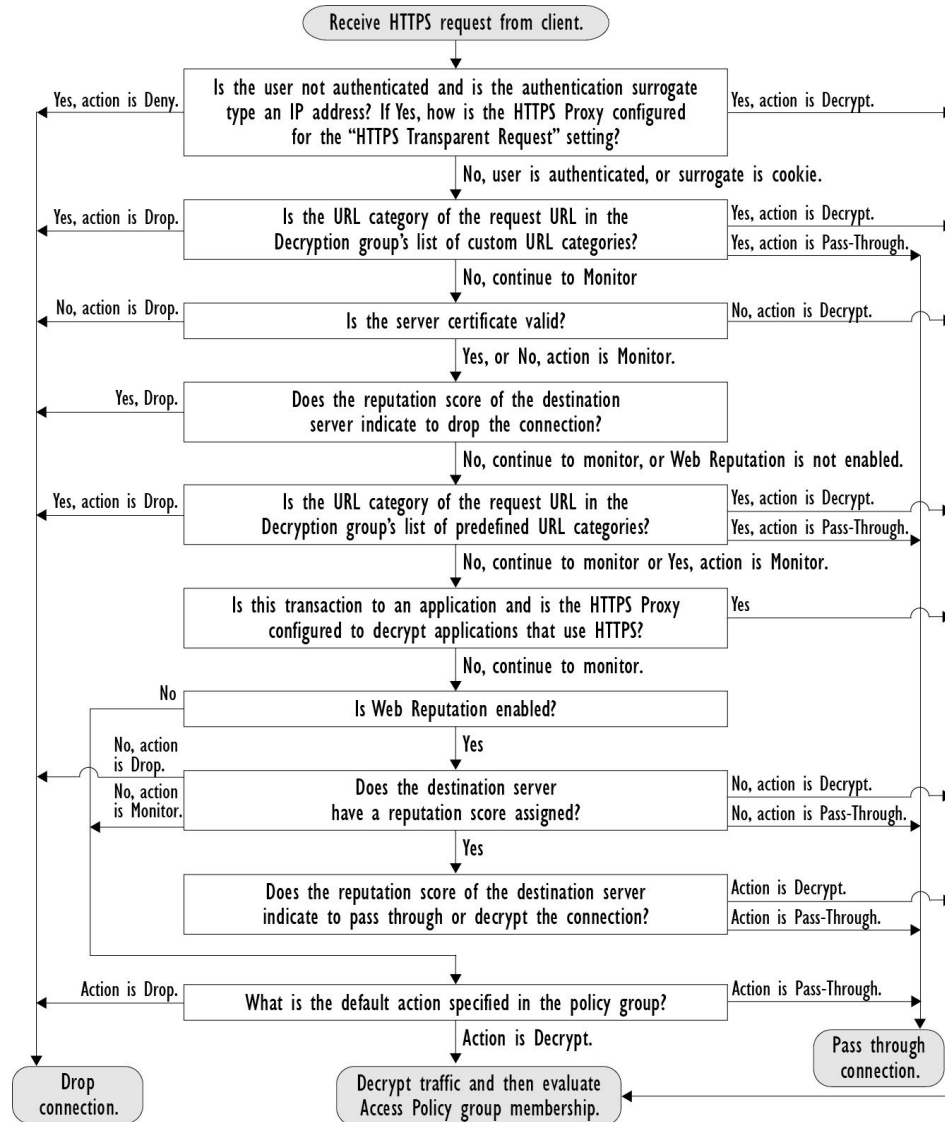 Receive HTTPS request from client.
Yes, action is Deny.
Is the user not authenticated and is the authentication surrogate
type an IP address? If Yes, how is the HTTPS Proxy configured
for the “HTTPS Transparent Request” setting?
Yes, action is Decrypt.
No, user is authenticated, or surrogate is cookie.
Yes, action is Drop.
Is the URL category of the request URL in the
Decryption group’s list of custom URL categories?
Yes, action is Decrypt.
Yes, action is Pass-Through.
No, continue to Monitor
No, action is Drop.
Is the server certificate valid?
No, action is Decrypt.
Yes, or No, action is Monitor.
Yes, Drop.
Does the reputation score of the destination
server indicate to drop the connection?
No, continue to monitor, or Web Reputation is not enabled.
Yes, action is Drop.
Is the URL category of the request URL in the
Decryption group’s list of predefined URL categories?
Yes, action is Decrypt.
Yes, action is Pass-Through.
No, continue to monitor or Yes, action is Monitor.
Is this transaction to an application and is the HTTPS Proxy
configured to decrypt applications that use HTTPS?
Yes
No, continue to monitor.
No
Is Web Reputation enabled?
Yes
No, action
is Drop.
No, action
is Monitor.
Does the destination server
have a reputation score assigned?
No, action is Decrypt.
No, action is Pass-Through.
Yes
Does the reputation score of the destination server
indicate to pass through or decrypt the connection?
Action is Decrypt.
Action is Pass-Through.
Action is Drop.
What is the default action specified in the policy group?
Action is Pass-Through.
Action is Decrypt.
Drop
connection.
Decrypt traffic and then evaluate
Access Policy group membership.
Pass through
connection.